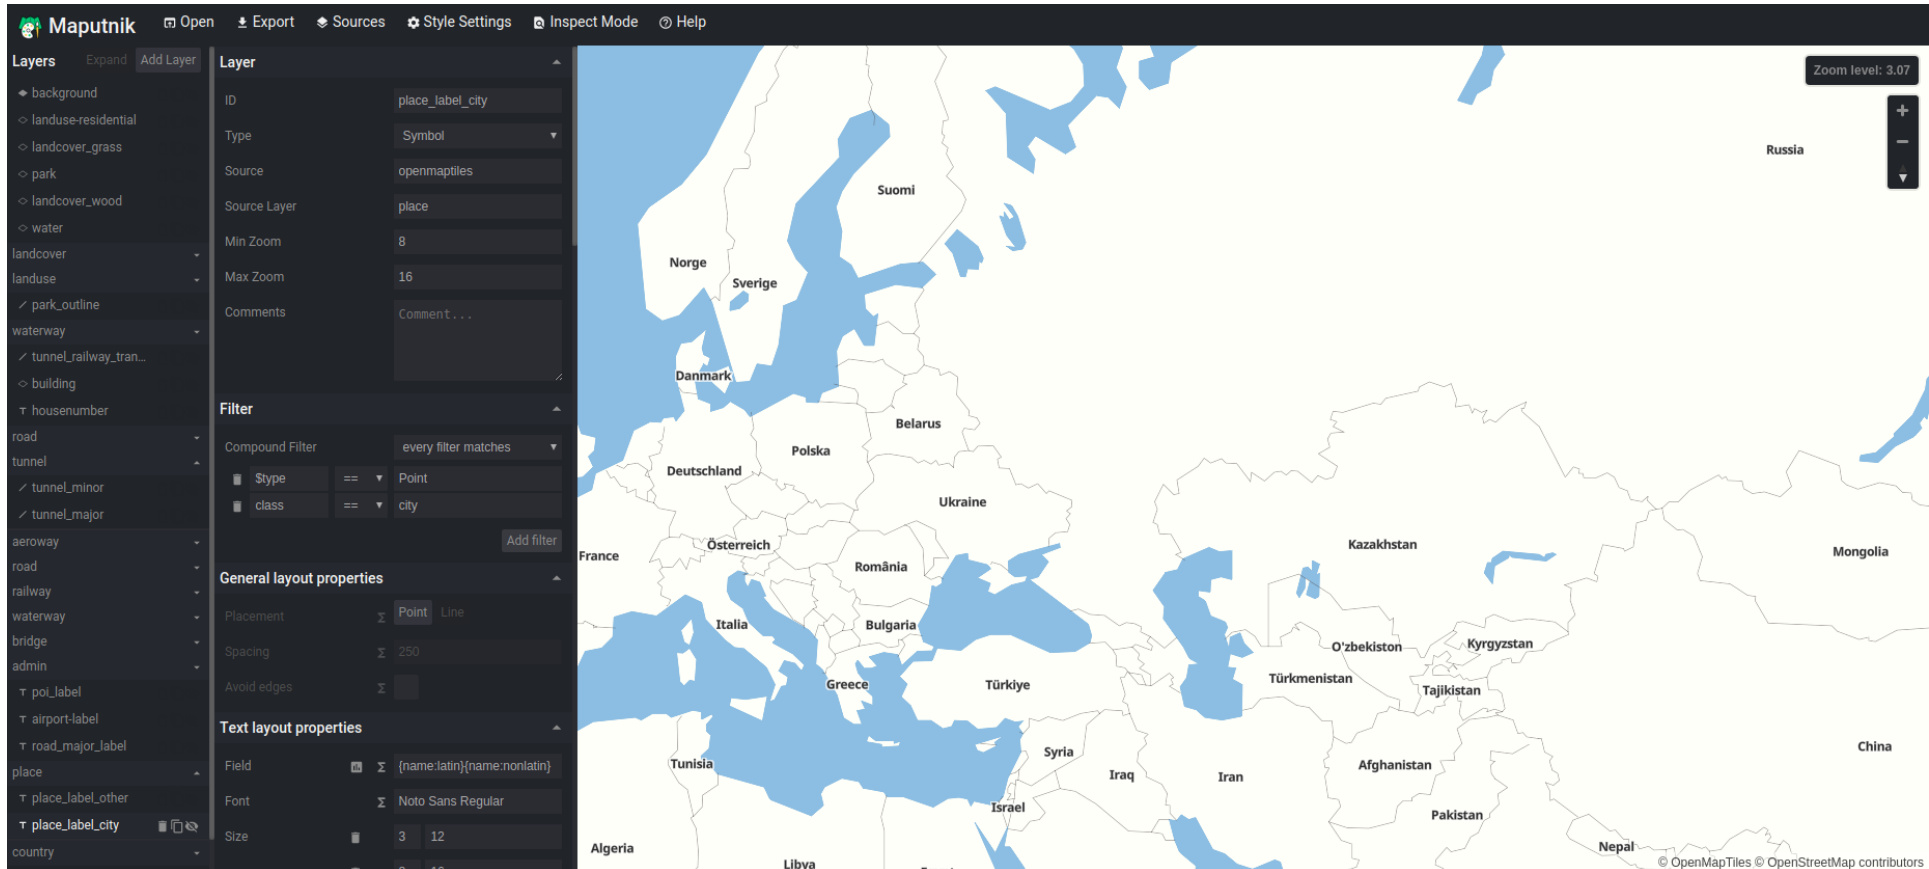 Maputnik
Open
Export
Sources
Style Settings
Inspect Mode
Help
Layers
Expand
Add Layer
background
landuse-residential
landcover_grass
park
landcover_wood
water
landcover
landuse
park_outline
waterway
tunnel_railway_tran...
building
housenumber
road
tunnel
tunnel_minor
tunnel_major
aeroway
road
railway
waterway
bridge
admin
poi_label
airport-label
road_major_label
place
place_label_other
place_label_city
country
Layer
ID
place_label_city
Type
Symbol
Source
openmaptiles
Source Layer
place
Min Zoom
8
Max Zoom
16
Comments
Comment...
Filter
Compound Filter
every filter matches
$type
==
Point
class
==
city
Add filter
General layout properties
Placement
Point
Line
Spacing
250
Avoid edges
Text layout properties
Field
{name:latin}{name:nonlatin}
Font
Noto Sans Regular
Size
3
12
Zoom level: 3.07
Russia
Suomi
Norge
Sverige
Danmark
Belarus
Polska
Deutschland
Ukraine
Österreich
Kazakhstan
Mongolia
France
România
Italia
Bulgaria
O'zbekiston
Kyrgyzstan
Türkmenistan
Greece
Türkiye
Tajikistan
Syria
China
Tunisia
Iraq
Iran
Afghanistan
Israel
Pakistan
Algeria
Nepal
Libya
© OpenMapTiles © OpenStreetMap contributors